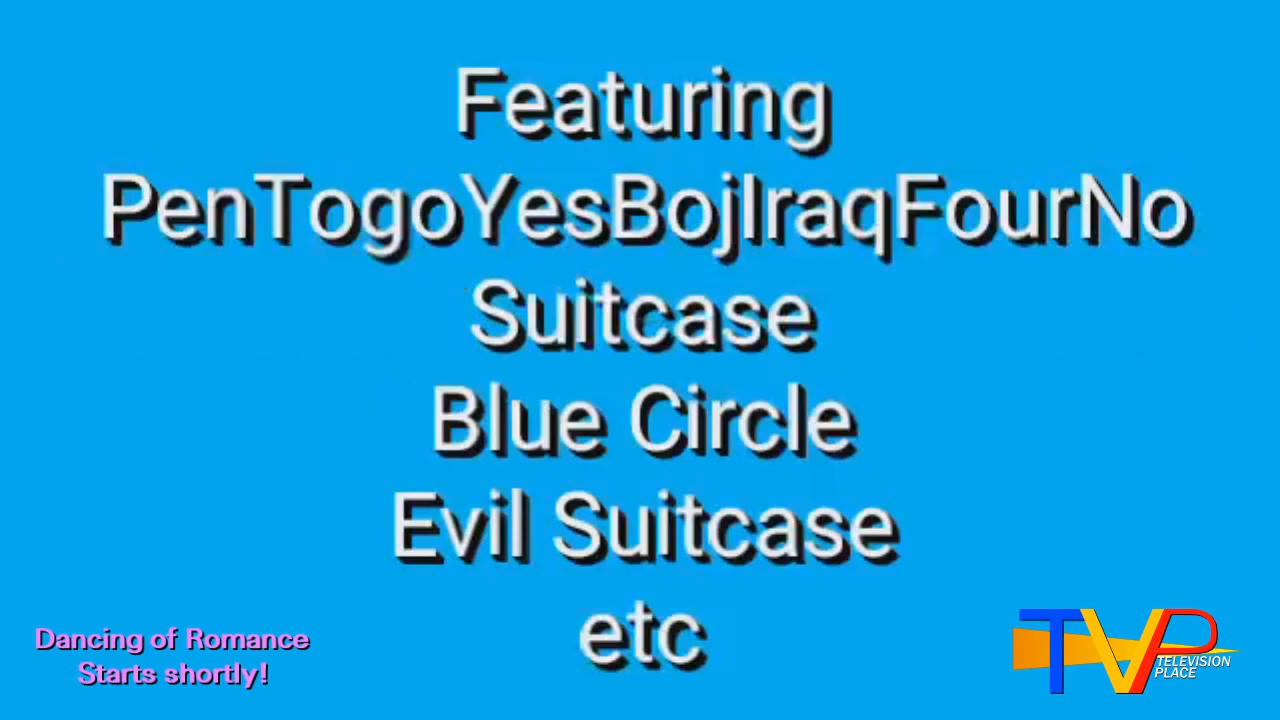 Featuring
PenTogoYesBojIraqFourNo
Suitcase
Blue Circle
Evil Suitcase
etc
Dancing of Romance
Starts shortly!
TVP
TELEVISION
PLACE